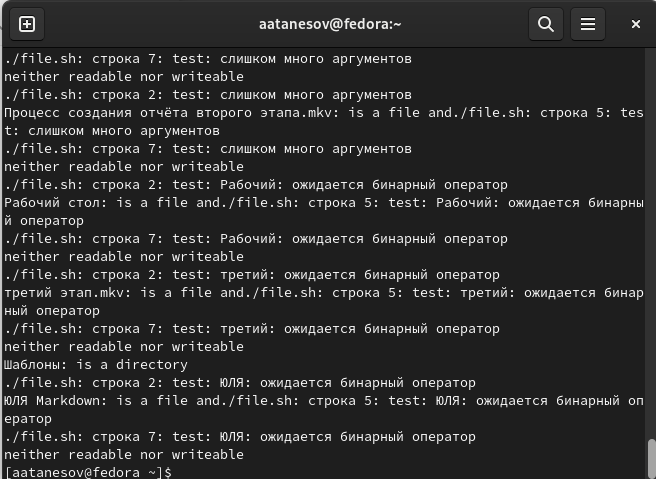 aatanesov@fedora:~
./file.sh: строка 7: test: слишком много аргументов
neither readable nor writeable
./file.sh: строка 2: test: слишком много аргументов
Процесс создания отчёта второго этапа.mkv: is a file and./file.sh: строка 5: tes
t: слишком много аргументов
./file.sh: строка 7: test: слишком много аргументов
neither readable nor writeable
./file.sh: строка 2: test: Рабочий: ожидается бинарный оператор
Рабочий стол: is a file and./file.sh: строка 5: test: Рабочий: ожидается бинарны
й оператор
./file.sh: строка 7: test: Рабочий: ожидается бинарный оператор
neither readable nor writeable
./file.sh: строка 2: test: третий: ожидается бинарный оператор
третий этап.mkv: is a file and./file.sh: строка 5: test: третий: ожидается бинар
ный оператор
./file.sh: строка 7: test: третий: ожидается бинарный оператор
neither readable nor writeable
Шаблоны: is a directory
./file.sh: строка 2: test: ЮЛЯ: ожидается бинарный оператор
ЮЛЯ Markdown: is a file and./file.sh: строка 5: test: ЮЛЯ: ожидается бинарный оп
ератор
./file.sh: строка 7: test: ЮЛЯ: ожидается бинарный оператор
neither readable nor writeable
[aatanesov@fedora ~]$